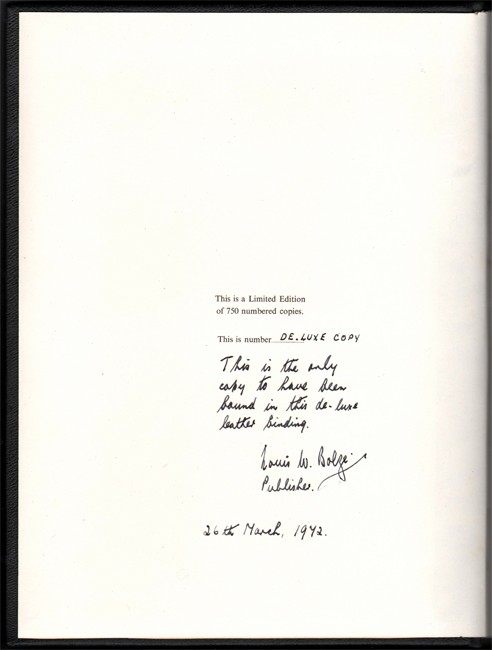 This is a Limited Edition
of 750 numbered copies.
This is number DE-LUXE COPY
This is the only
copy to have been
bound in this de-luxe
leather binding.
Louis W. Bolze
Publisher.
26th March, 1972.